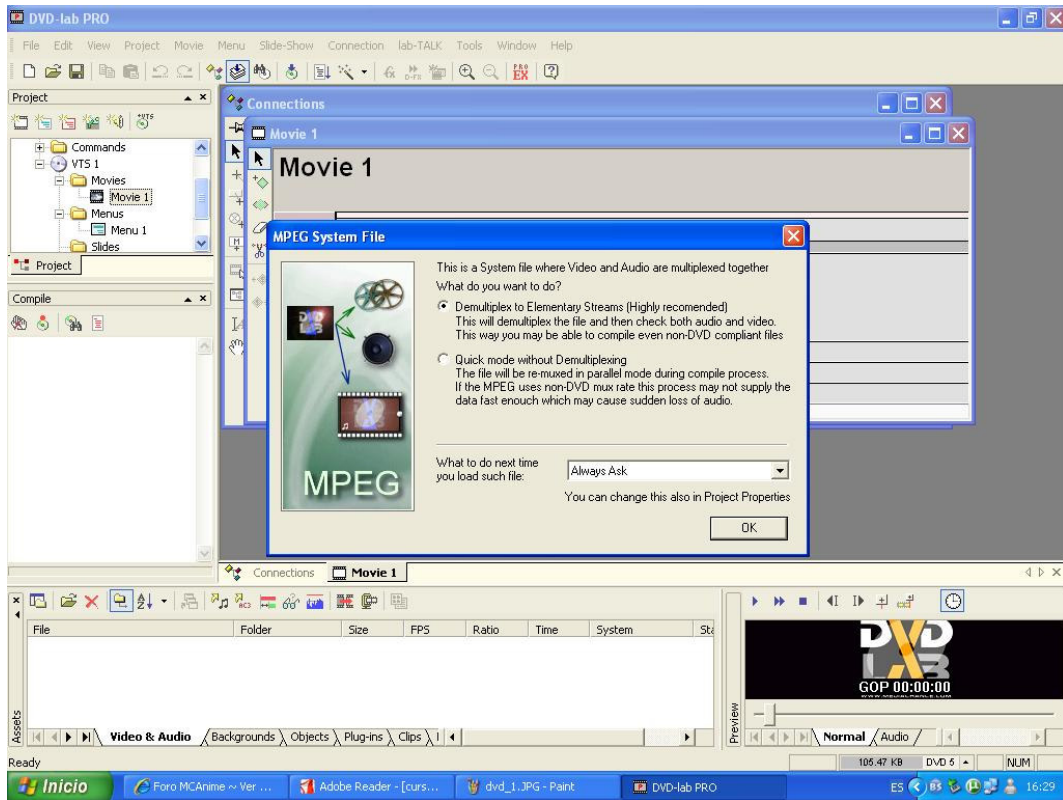 DVD-lab PRO
File Edit View Project Movie Menu Slide-Show Connection lab-TALK Tools Window Help
Project
Commands
VTS 1
Movies
Movie 1
Menus
Menu 1
Slides
Project
Compile
Connections
Movie 1
Movie 1
MPEG System File
This is a System file where Video and Audio are multiplexed together
What do you want to do?
Demultiplex to Elementary Streams (Highly recomended)
This will demultiplex the file and then check both audio and video.
This way you may be able to compile even non-DVD compliant files
Quick mode without Demultiplexing
The file will be re-muxed in parallel mode during compile process.
If the MPEG uses non-DVD mux rate this process may not supply the
data fast enouch which may cause sudden loss of audio.
What to do next time
you load such file:
Always Ask
You can change this also in Project Properties
OK
MPEG
Connections Movie 1
File Folder Size FPS Ratio Time System
Assets
Video & Audio Backgrounds Objects Plug-ins Clips
Preview
DVD
LAB
GOP 00:00:00
Normal Audio
Ready
105.47 KB DVD 5 NUM
Inicio
Foro MCAnime ~ Ver ...
Adobe Reader - [curs...
dvd_1.JPG - Paint
DVD-lab PRO
ES
16:29